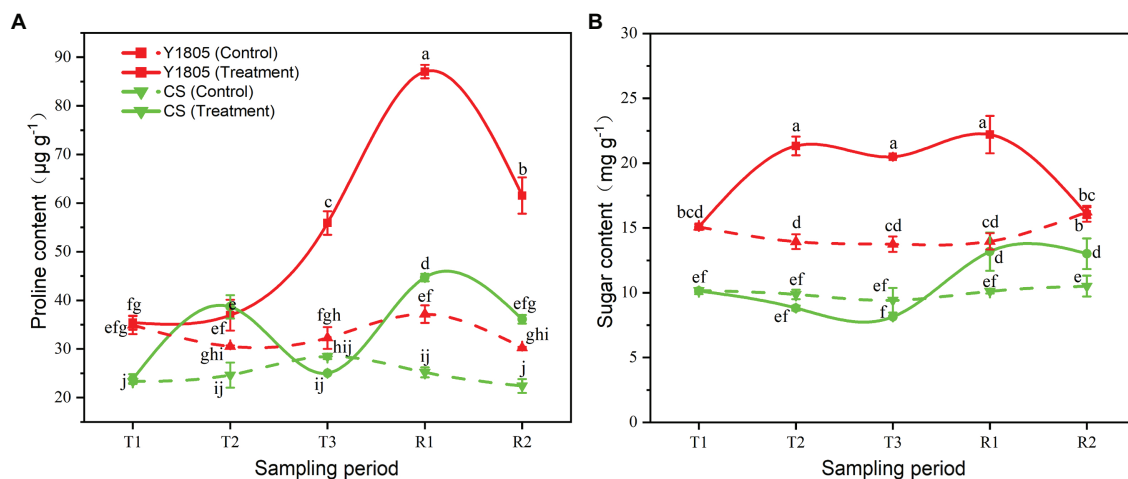 A
Proline content（μg g⁻¹）
90
80
70
60
50
40
30
20
Y1805 (Control)
Y1805 (Treatment)
CS (Control)
CS (Treatment)
a
b
c
d
e
ef
efg
fg
efg
fgh
ef
ghi
hij
ghi
j
ij
ij
ij
j
T1 T2 T3 R1 R2
Sampling period
B
Sugar content（mg g⁻¹）
30
25
20
15
10
5
0
a
a
a
bc
bcd
d
cd
cd
b
d
d
ef
ef
ef
ef
e
ef
f
T1 T2 T3 R1 R2
Sampling period